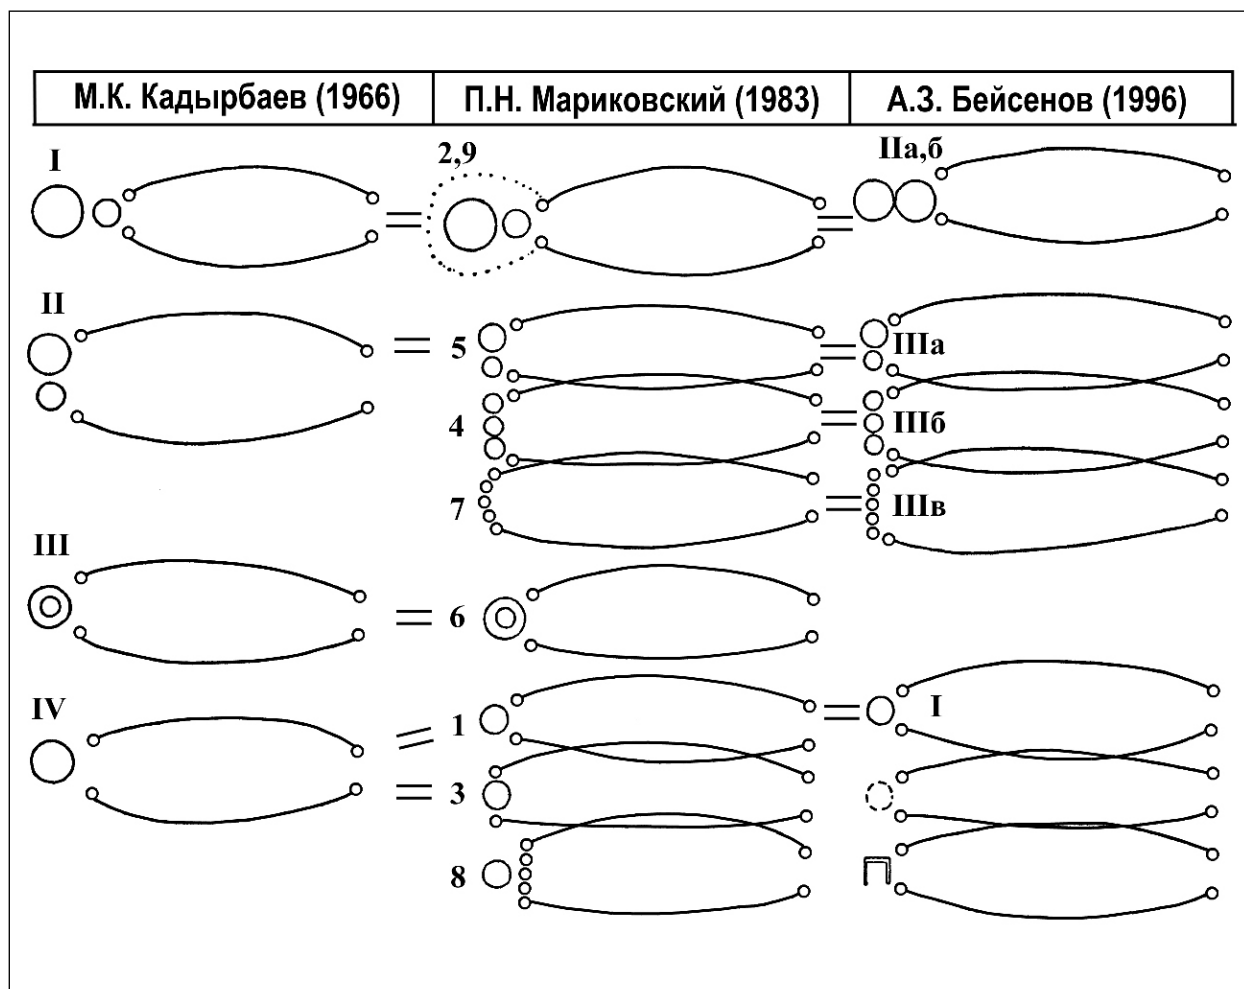 М.К. Кадырбаев (1966) П.Н. Мариковский (1983) А.З. Бейсенов (1996)
I 2,9 IIа,б
II 5 IIIа
4 IIIб
7 IIIв
III 6
IV 1 I
3
8